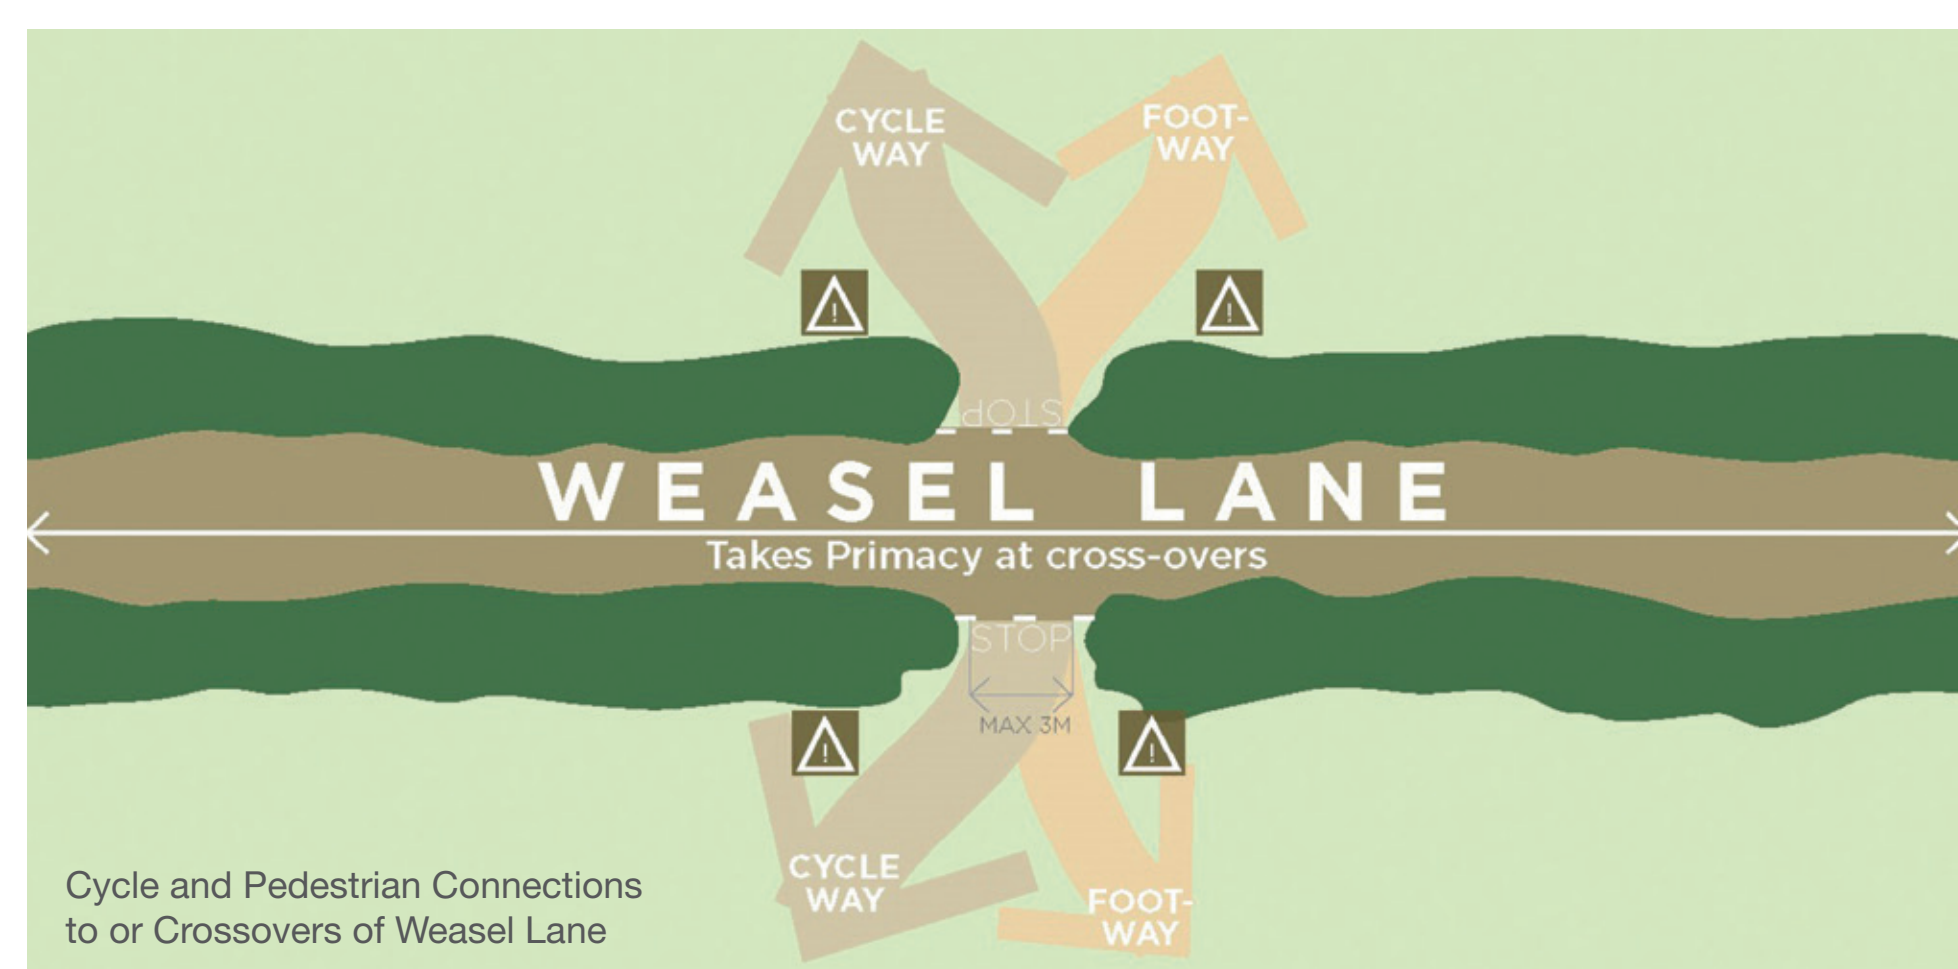 CYCLE
WAY
FOOT-
WAY
!
!
STOP
WEASEL LANE
Takes Primacy at cross-overs
STOP
MAX 3M
!
!
CYCLE
WAY
FOOT-
WAY
Cycle and Pedestrian Connections
to or Crossovers of Weasel Lane